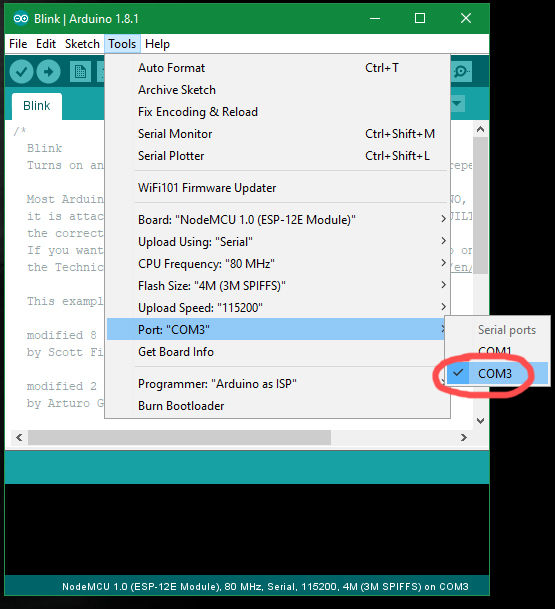 Blink | Arduino 1.8.1
File Edit Sketch Tools Help
Blink
Auto Format Ctrl+T
Archive Sketch
Fix Encoding & Reload
Serial Monitor Ctrl+Shift+M
Serial Plotter Ctrl+Shift+L
WiFi101 Firmware Updater
Board: "NodeMCU 1.0 (ESP-12E Module)"
Upload Using: "Serial"
CPU Frequency: "80 MHz"
Flash Size: "4M (3M SPIFFS)"
Upload Speed: "115200"
Port: "COM3"
Get Board Info
Programmer: "Arduino as ISP"
Burn Bootloader
Serial ports
COM1
COM3
/*
Blink
Turns on an
Most Arduin
it is attac
the correct
If you want
the Technic
This exampl
modified 8
by Scott Fi
modified 2
by Arturo G
NodeMCU 1.0 (ESP-12E Module), 80 MHz, Serial, 115200, 4M (3M SPIFFS) on COM3